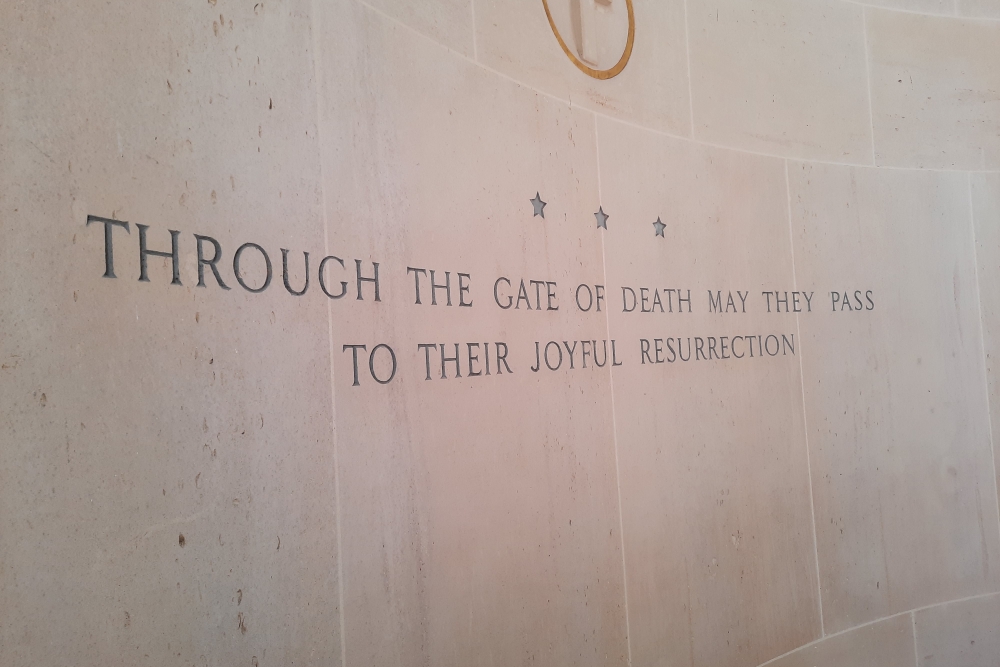 THROUGH THE GATE OF DEATH MAY THEY PASS
TO THEIR JOYFUL RESURRECTION